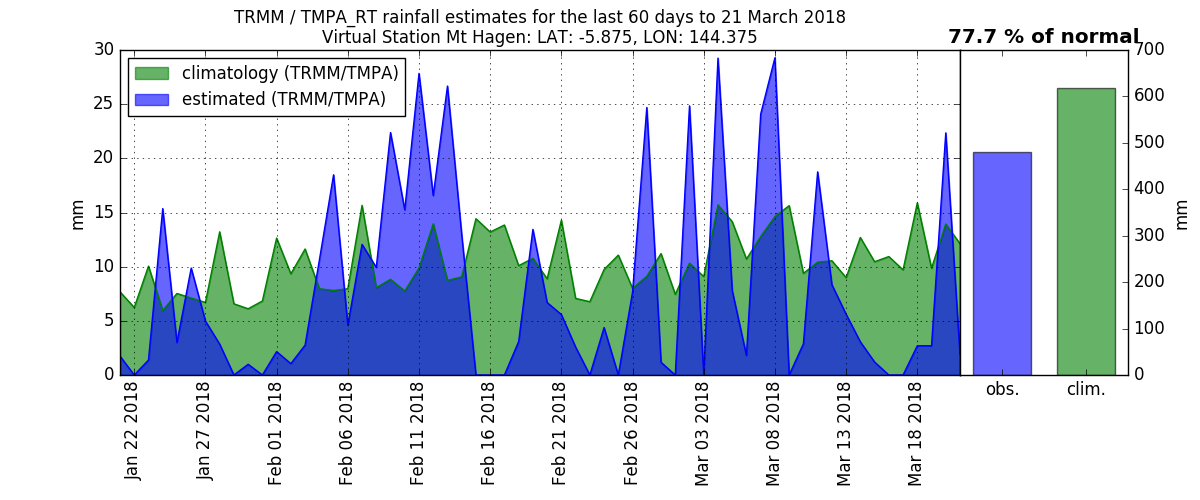 TRMM / TMPA_RT rainfall estimates for the last 60 days to 21 March 2018
Virtual Station Mt Hagen: LAT: -5.875, LON: 144.375
77.7 % of normal
climatology (TRMM/TMPA)
estimated (TRMM/TMPA)
30
25
20
15
10
5
0
mm
Jan 22 2018
Jan 27 2018
Feb 01 2018
Feb 06 2018
Feb 11 2018
Feb 16 2018
Feb 21 2018
Feb 26 2018
Mar 03 2018
Mar 08 2018
Mar 13 2018
Mar 18 2018
obs.
clim.
700
600
500
400
300
200
100
0
mm